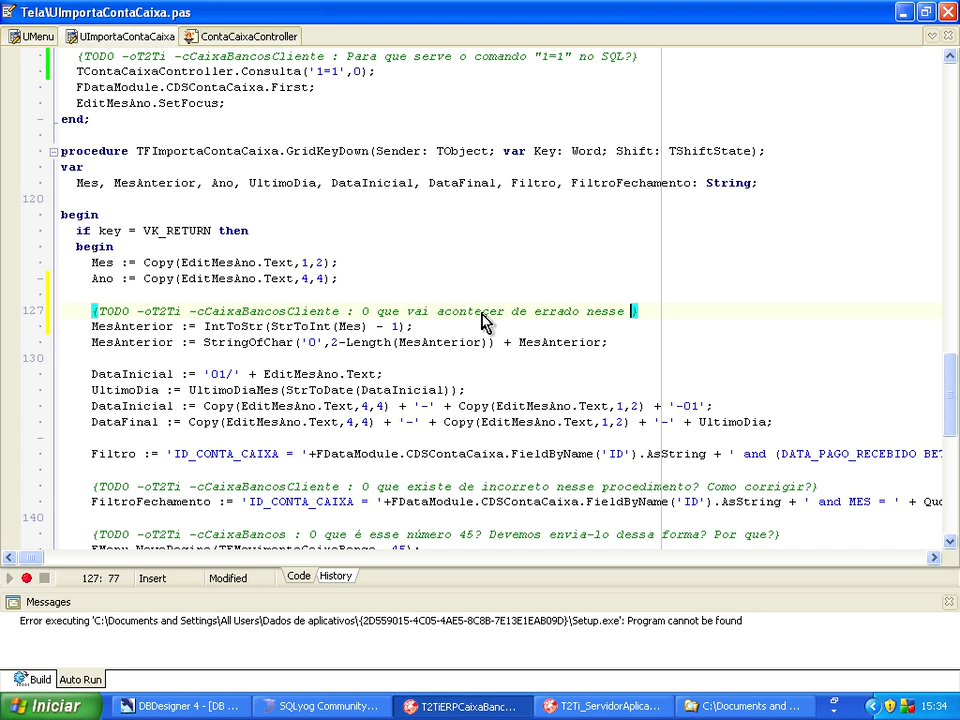 Tela\UImportaContaCaixa.pas
UMenu UImportaContaCaixa ContaCaixaController
{TODO -oT2Ti -cCaixaBancosCliente : Para que serve o comando "1=1" no SQL?}
TContaCaixaController.Consulta('1=1',0);
FDataModule.CDSContaCaixa.First;
EditMesAno.SetFocus;
end;
procedure TFImportaContaCaixa.GridKeyDown(Sender: TObject; var Key: Word; Shift: TShiftState);
var
Mes, MesAnterior, Ano, UltimoDia, DataInicial, DataFinal, Filtro, FiltroFechamento: String;
120
begin
if key = VK_RETURN then
begin
Mes := Copy(EditMesAno.Text,1,2);
Ano := Copy(EditMesAno.Text,4,4);
127 {TODO -oT2Ti -cCaixaBancosCliente : O que vai acontecer de errado nesse }
MesAnterior := IntToStr(StrToInt(Mes) - 1);
MesAnterior := StringOfChar('0',2-Length(MesAnterior)) + MesAnterior;
130
DataInicial := '01/' + EditMesAno.Text;
UltimoDia := UltimoDiaMes(StrToDate(DataInicial));
DataInicial := Copy(EditMesAno.Text,4,4) + '-' + Copy(EditMesAno.Text,1,2) + '-01';
DataFinal := Copy(EditMesAno.Text,4,4) + '-' + Copy(EditMesAno.Text,1,2) + '-' + UltimoDia;
Filtro := 'ID_CONTA_CAIXA = '+FDataModule.CDSContaCaixa.FieldByName('ID').AsString + ' and (DATA_PAGO_RECEBIDO BET
{TODO -oT2Ti -cCaixaBancosCliente : O que existe de incorreto nesse procedimento? Como corrigir?}
FiltroFechamento := 'ID_CONTA_CAIXA = '+FDataModule.CDSContaCaixa.FieldByName('ID').AsString + ' and MES = ' + Quo
140
{TODO -oT2Ti -cCaixaBancos : O que é esse número 45? Devemos envia-lo dessa forma? Por que?}
FMenu.NovaPagina(TFMovimentoCaixaBanco, 45);
127: 77 Insert Modified Code History
Messages
Error executing 'C:\Documents and Settings\All Users\Dados de aplicativos\{2D559015-4C05-4AE5-8C8B-7E13E1EAB09D}\Setup.exe': Program cannot be found
Build Auto Run
Iniciar DBDesigner 4 - [DB ... SQLyog Community... T2TiERPCaixaBanc... T2Ti_ServidorAplica... C:\Documents and ... 15:34